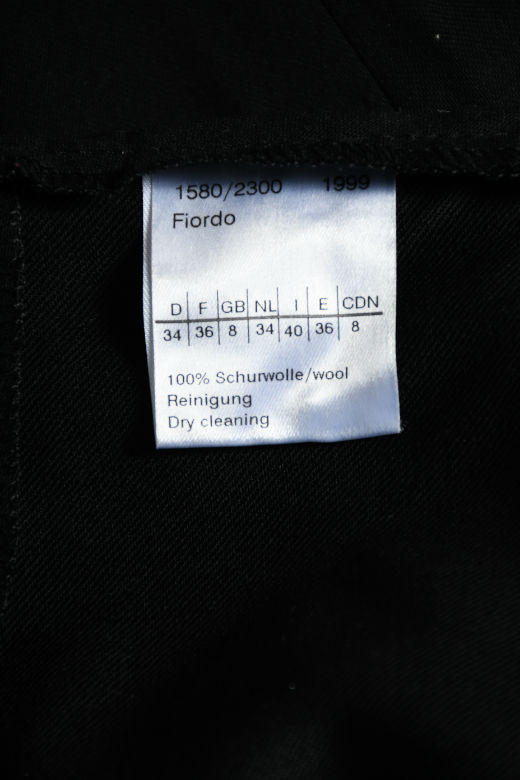 1580/2300 1999
Fiordo
D F GB NL I E CDN
34 36 8 34 40 36 8
100% Schurwolle/wool
Reinigung
Dry cleaning